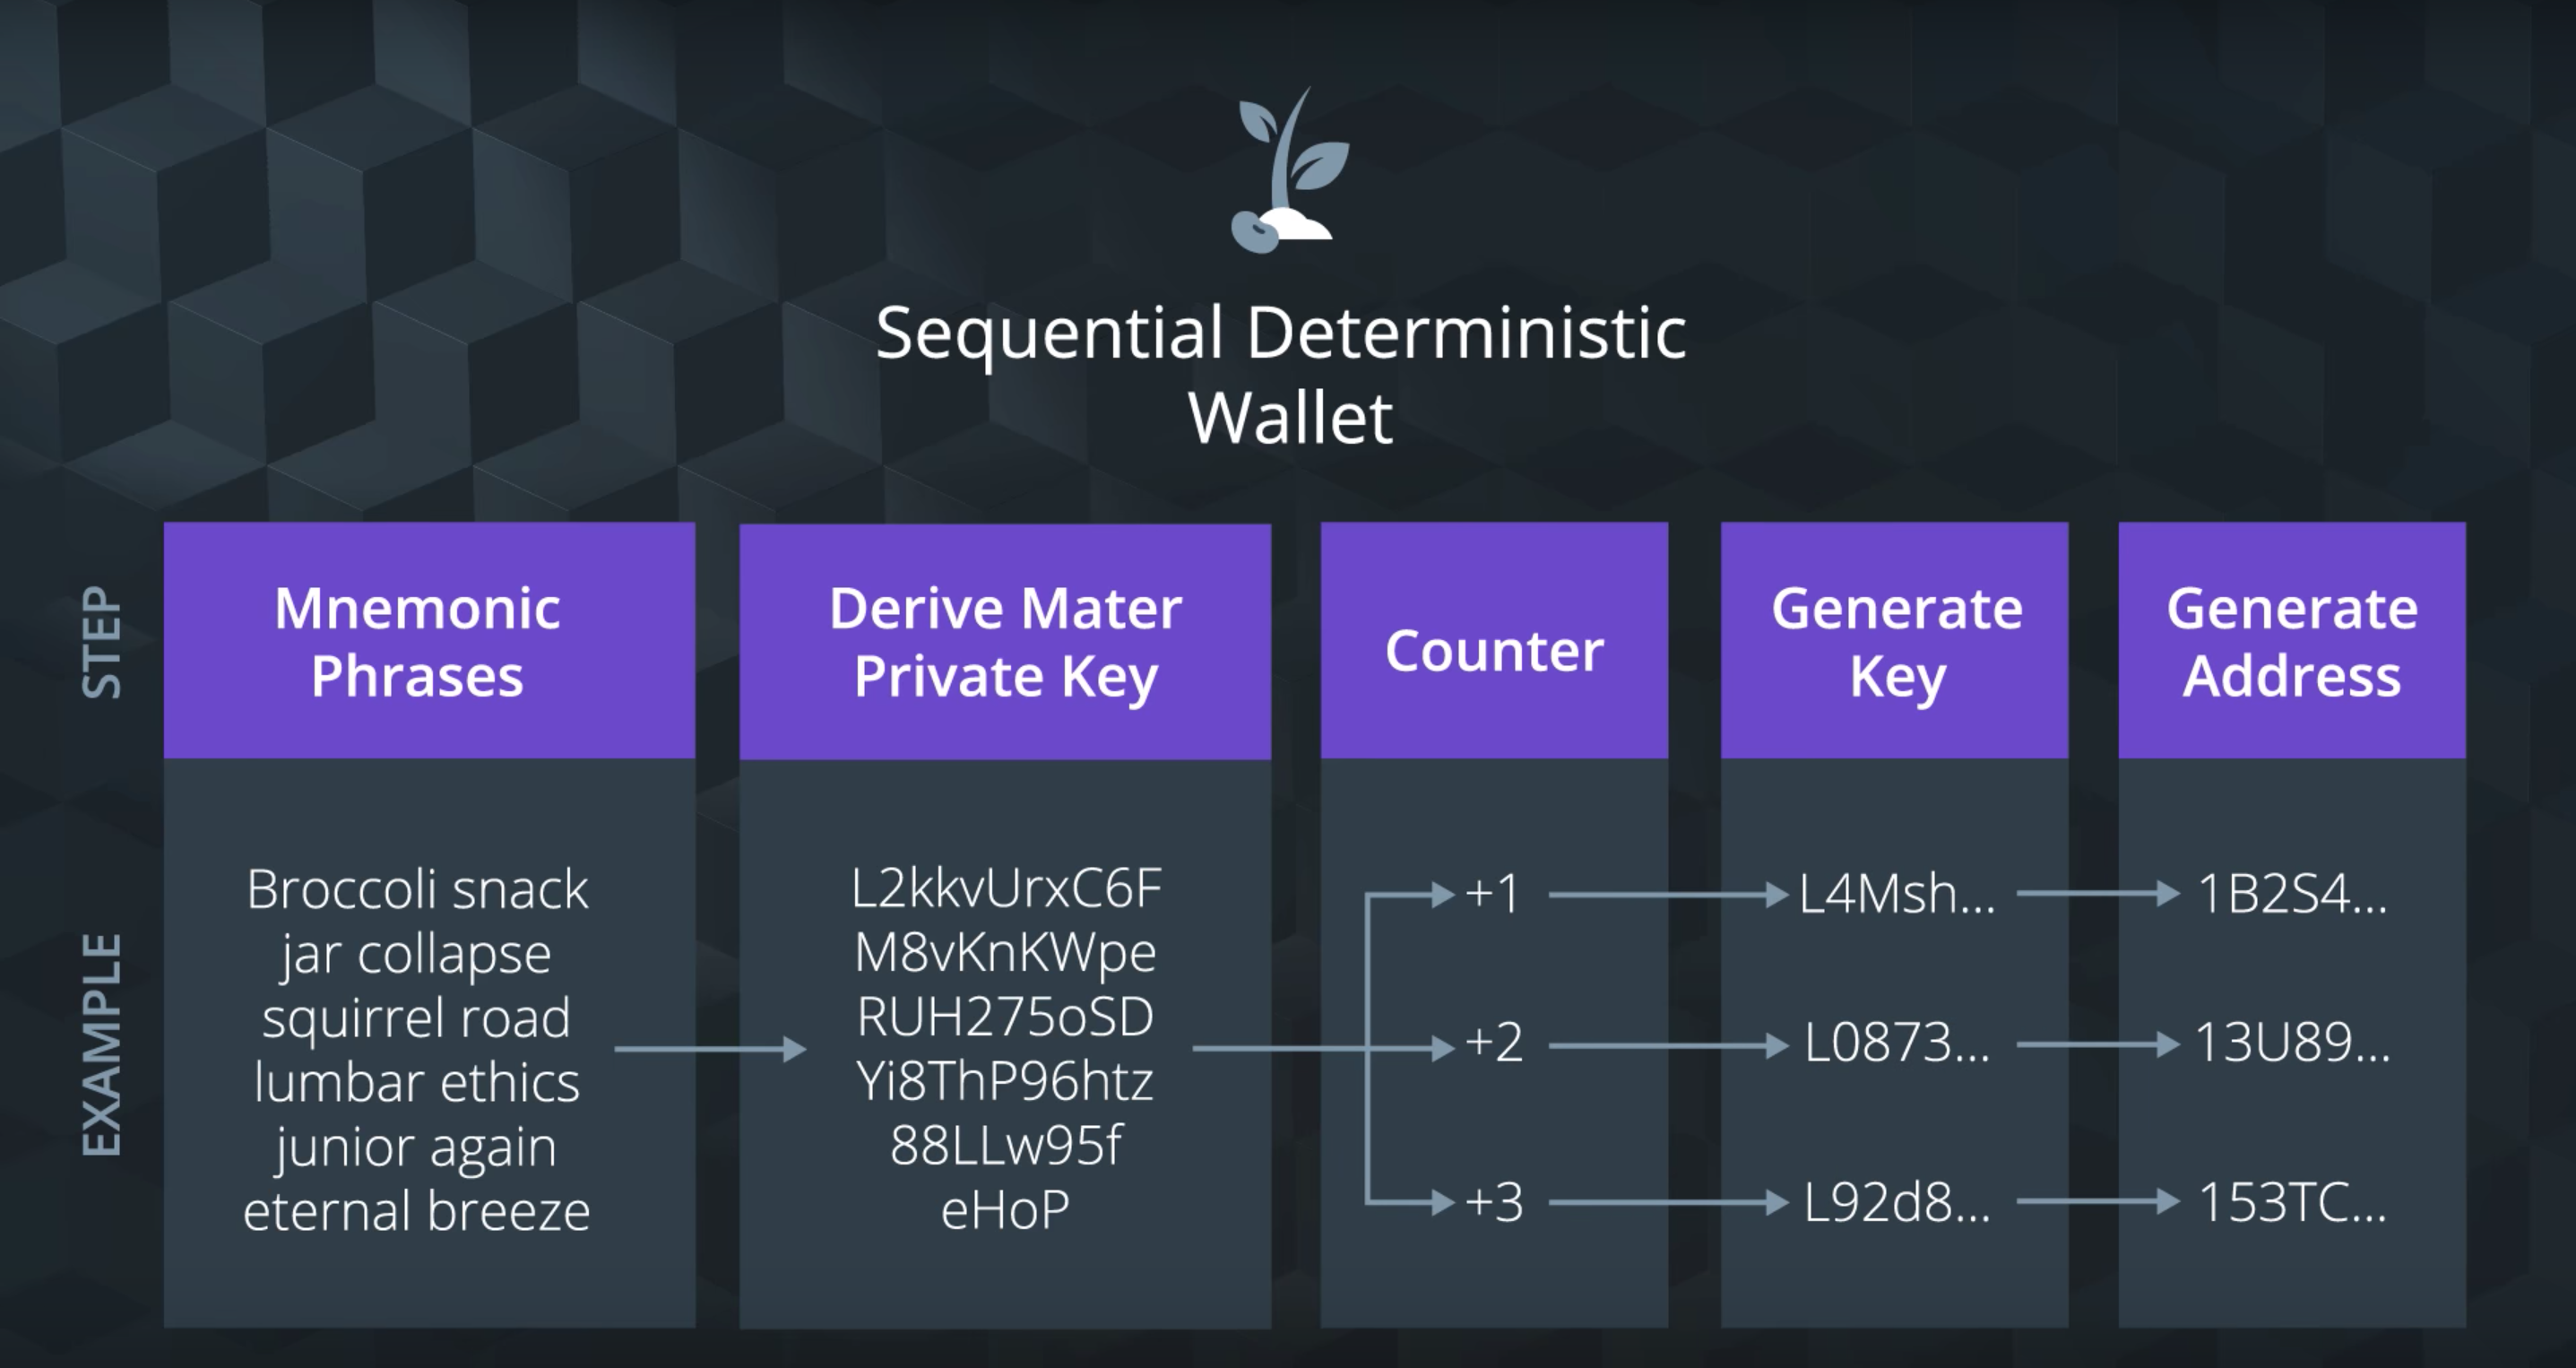 Sequential Deterministic
Wallet
STEP
Mnemonic
Phrases
Derive Mater
Private Key
Counter
Generate
Key
Generate
Address
EXAMPLE
Broccoli snack
jar collapse
squirrel road
lumbar ethics
junior again
eternal breeze
L2kkvUrxC6F
M8vKnKWpe
RUH275oSD
Yi8ThP96htz
88LLw95f
eHoP
+1
L4Msh...
1B2S4...
+2
L0873...
13U89...
+3
L92d8...
153TC...